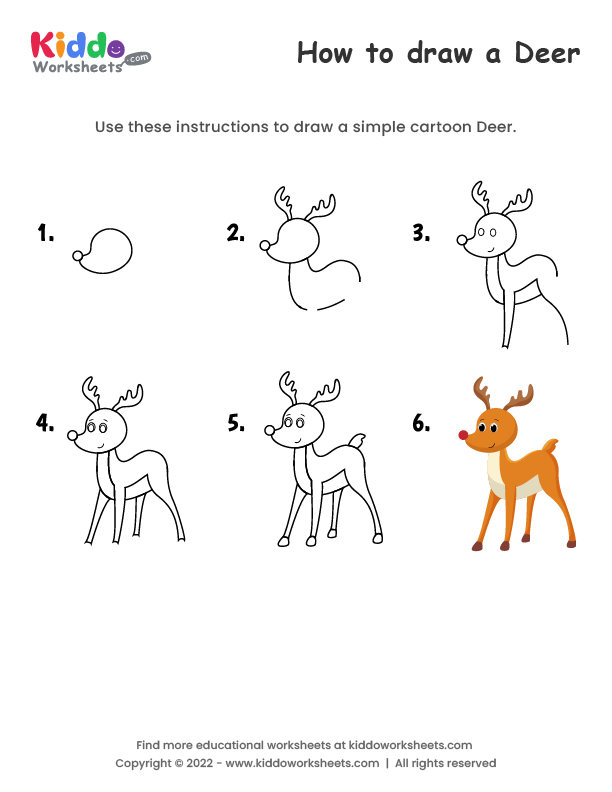 Kiddo
Worksheets .com
How to draw a Deer
Use these instructions to draw a simple cartoon Deer.
1.
2.
3.
4.
5.
6.
Find more educational worksheets at kiddoworksheets.com
Copyright © 2022 - www.kiddoworksheets.com | All rights reserved